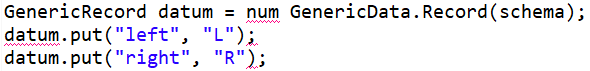 GenericRecord datum = num GenericData.Record(schema);
datum.put("left", "L");
datum.put("right", "R");